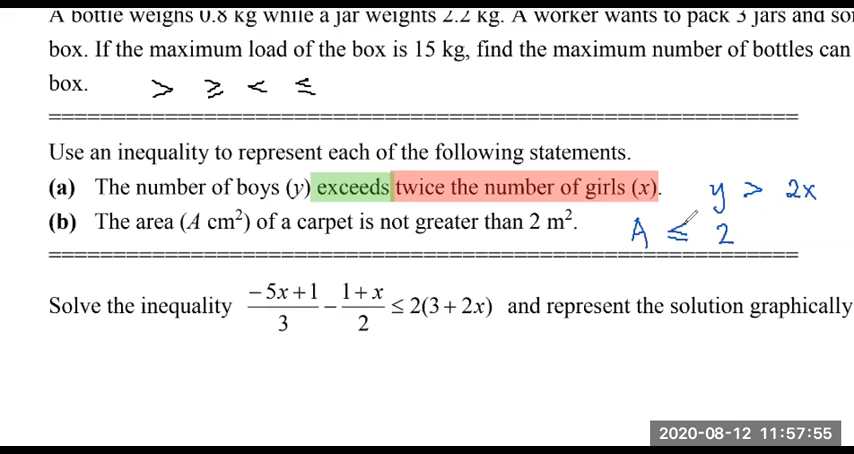 A bottle weighs 0.8 kg while a jar weights 2.2 kg. A worker wants to pack 3 jars and
box. If the maximum load of the box is 15 kg, find the maximum number of bottles can
box. > ≥ < ≤
Use an inequality to represent each of the following statements.
(a) The number of boys (y) exceeds twice the number of girls (x). y > 2x
(b) The area (A cm²) of a carpet is not greater than 2 m². A ≤ 2
Solve the inequality (−5x+1)/3 − (1+x)/2 ≤ 2(3+2x) and represent the solution graphically
2020-08-12 11:57:55